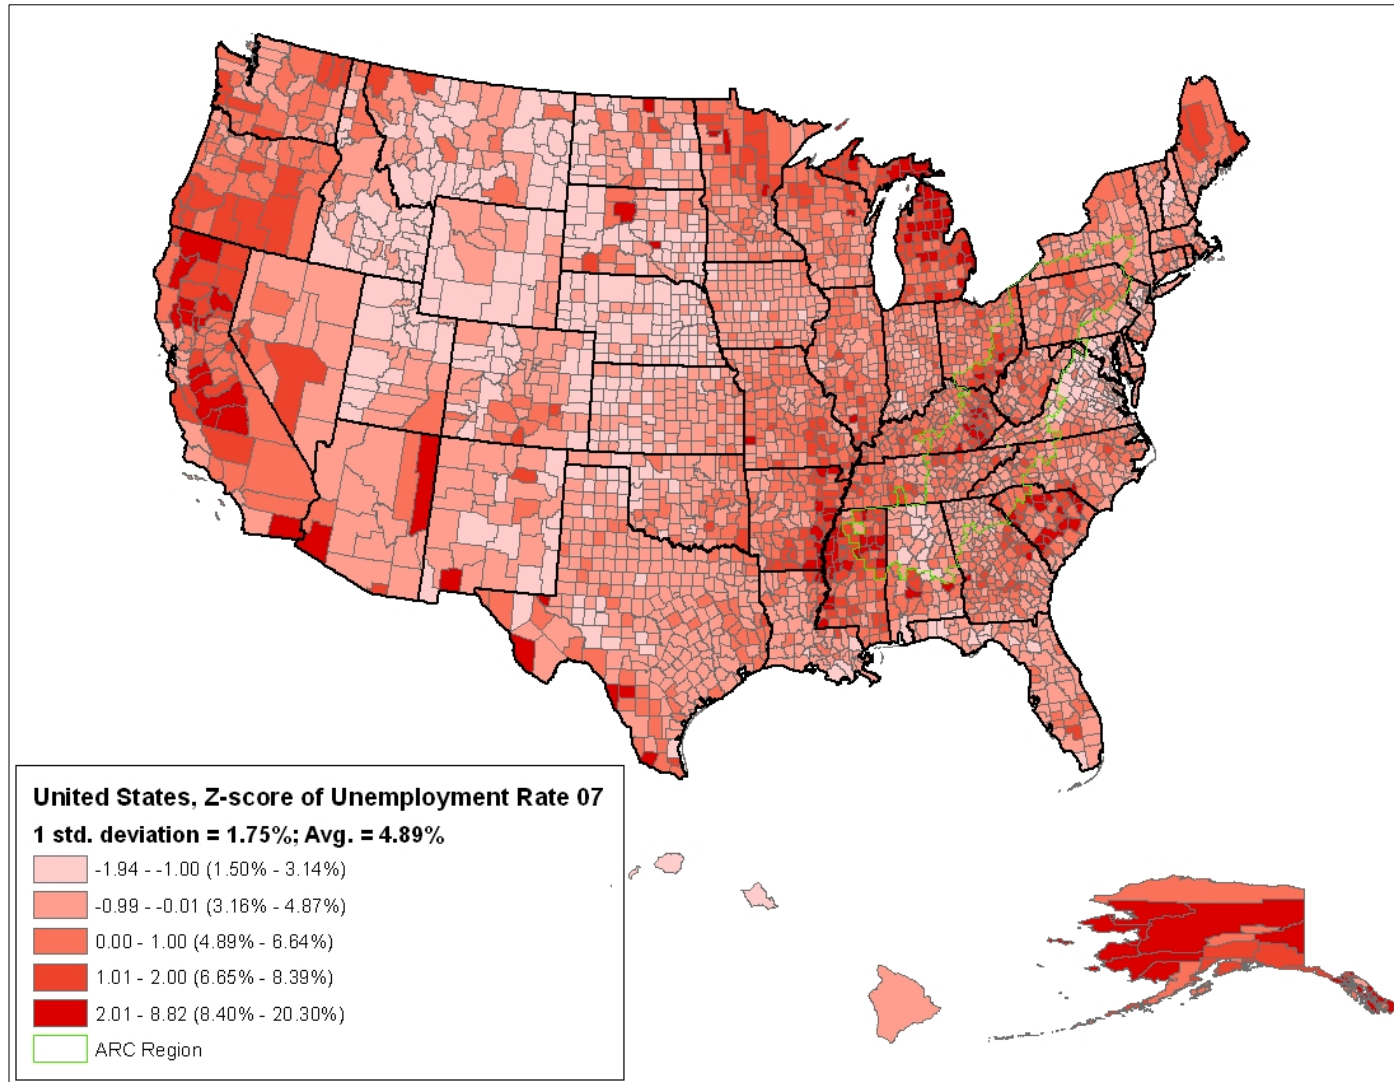 United States, Z-score of Unemployment Rate 07
1 std. deviation = 1.75%; Avg. = 4.89%
-1.94 - -1.00 (1.50% - 3.14%)
-0.99 - -0.01 (3.16% - 4.87%)
0.00 - 1.00 (4.89% - 6.64%)
1.01 - 2.00 (6.65% - 8.39%)
2.01 - 8.82 (8.40% - 20.30%)
ARC Region